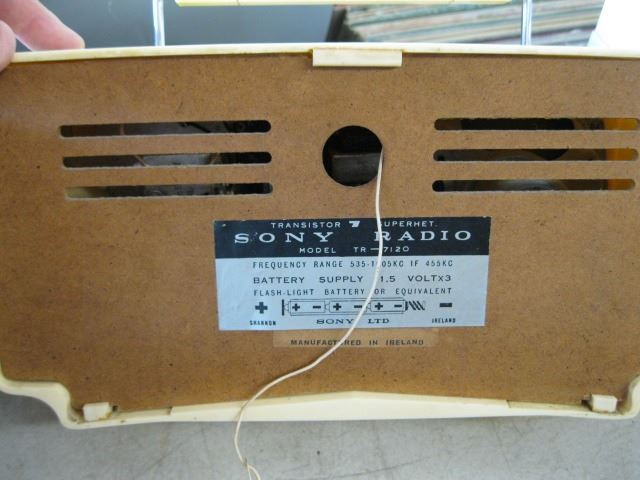 TRANSISTOR 7 SUPERHET.
SONY RADIO
MODEL TR-7120
FREQUENCY RANGE 535-1605KC IF 455KC
BATTERY SUPPLY 1.5 VOLTX3
FLASH-LIGHT BATTERY OR EQUIVALENT
+ + - + - + - -
SHANNON SONY LTD IRELAND
MANUFACTURED IN IRELAND